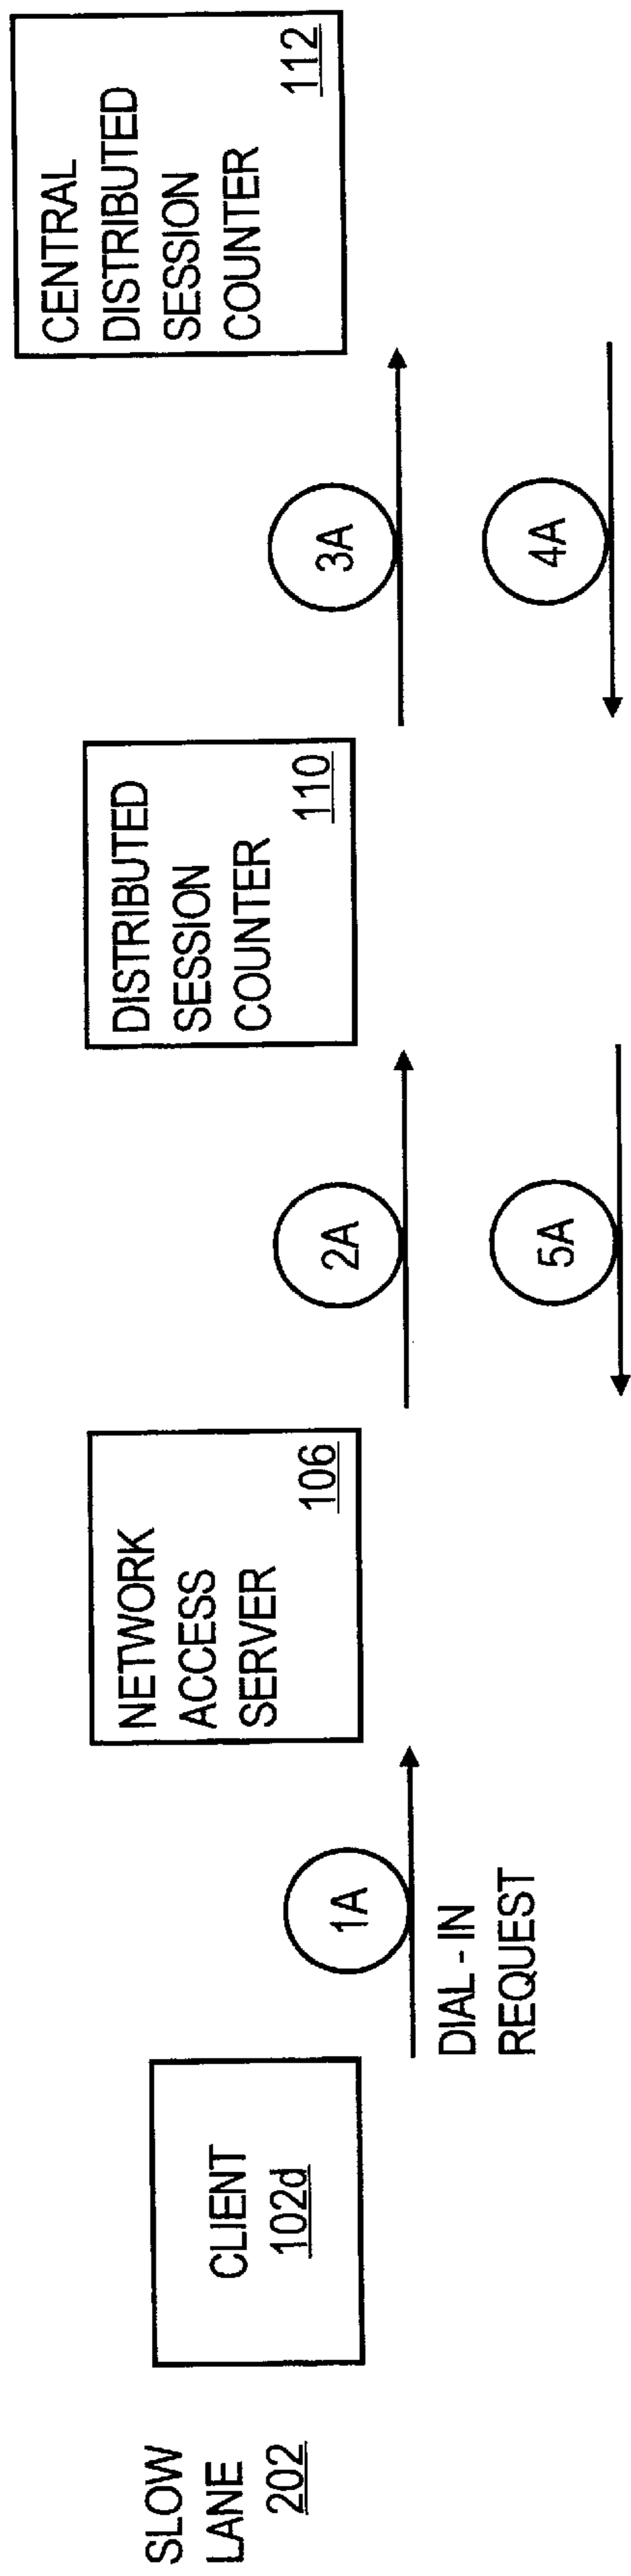 SLOW
LANE
202
CLIENT
102d
1A
DIAL - IN
REQUEST
NETWORK
ACCESS
SERVER
106
2A
5A
DISTRIBUTED
SESSION
COUNTER
110
3A
4A
CENTRAL
DISTRIBUTED
SESSION
COUNTER
112